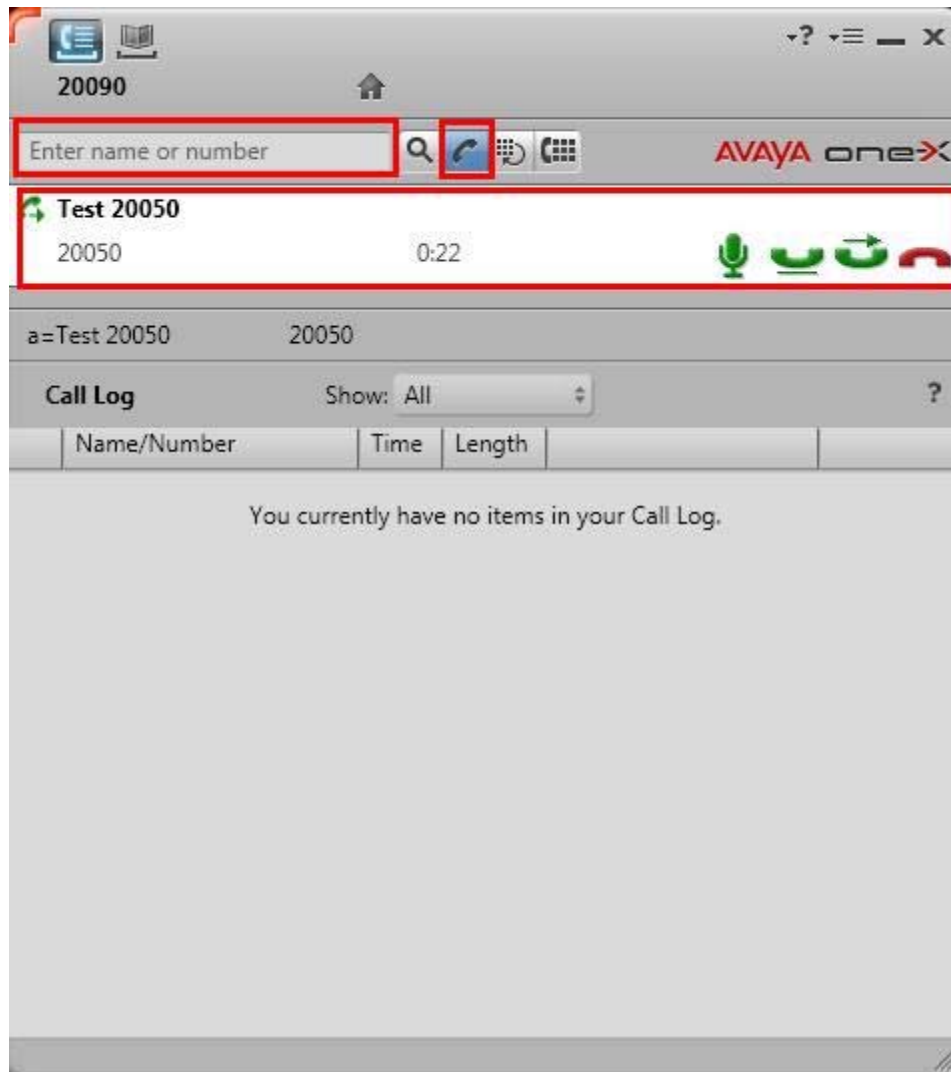 20090
Enter name or number
AVAYA one-X
Test 20050
20050 0:22
a=Test 20050 20050
Call Log Show: All ?
Name/Number Time Length
You currently have no items in your Call Log.